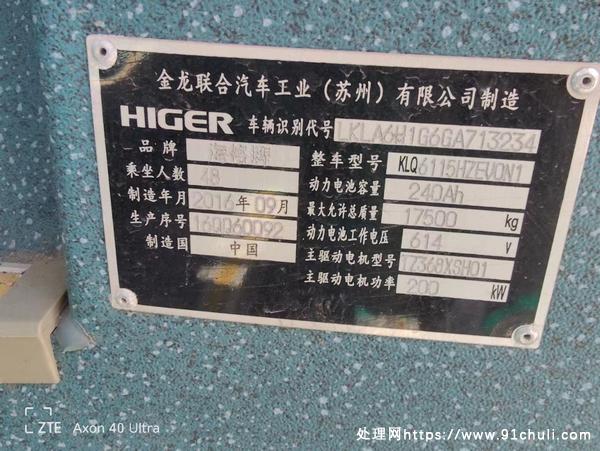 金龙联合汽车工业（苏州）有限公司制造
HIGER 车辆识别代号 LKLA6H1G6GA713234
品牌 海格牌
整车型号 KLQ6115HZEVON1
乘坐人数 48
动力电池容量 240Ah
制造年月 2016年09月
最大允许总质量 17500 kg
生产序号 16QQ60092
动力电池工作电压 614 V
制造国 中国
主驱动电机型号 TZ368XSH01
主驱动电机功率 200 kW
ZTE Axon 40 Ultra
处理网https://www.91chuli.com/